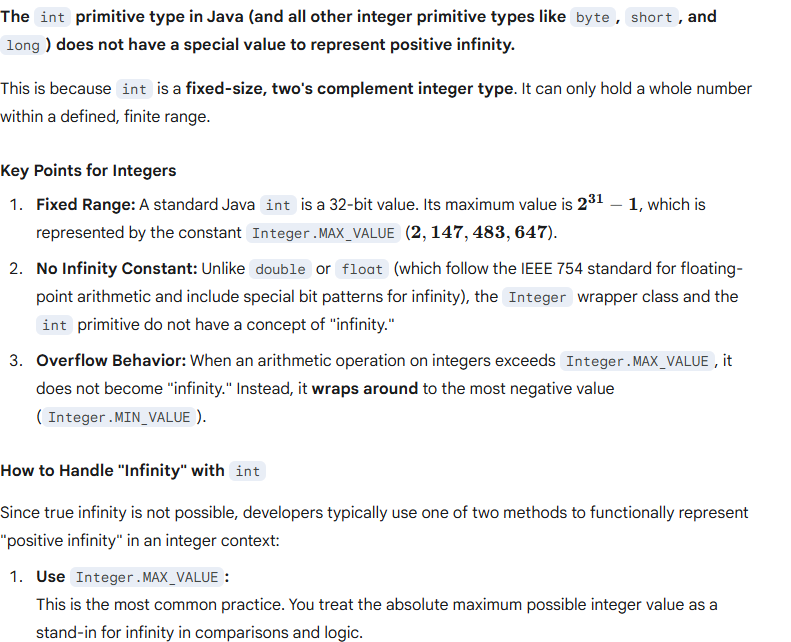 The int primitive type in Java (and all other integer primitive types like byte, short, and
long) does not have a special value to represent positive infinity.
This is because int is a fixed-size, two's complement integer type. It can only hold a whole number
within a defined, finite range.
Key Points for Integers
1. Fixed Range: A standard Java int is a 32-bit value. Its maximum value is 2³¹ − 1, which is
represented by the constant Integer.MAX_VALUE (2, 147, 483, 647).
2. No Infinity Constant: Unlike double or float (which follow the IEEE 754 standard for floating-
point arithmetic and include special bit patterns for infinity), the Integer wrapper class and the
int primitive do not have a concept of "infinity."
3. Overflow Behavior: When an arithmetic operation on integers exceeds Integer.MAX_VALUE, it
does not become "infinity." Instead, it wraps around to the most negative value
(Integer.MIN_VALUE).
How to Handle "Infinity" with int
Since true infinity is not possible, developers typically use one of two methods to functionally represent
"positive infinity" in an integer context:
1. Use Integer.MAX_VALUE:
This is the most common practice. You treat the absolute maximum possible integer value as a
stand-in for infinity in comparisons and logic.